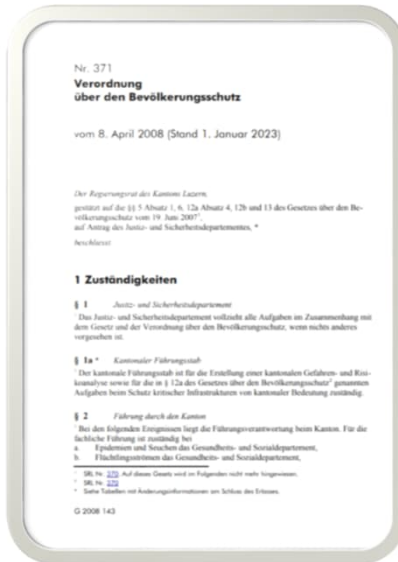 Nr. 371
Verordnung
über den Bevölkerungsschutz
vom 8. April 2008 (Stand 1. Januar 2023)
Der Regierungsrat des Kantons Luzern,
gestützt auf die §§ 5 Absatz 1, 6, 12a Absatz 4, 12b und 13 des Gesetzes über den Be-
völkerungsschutz vom 19. Juni 2007¹,
auf Antrag des Justiz- und Sicherheitsdepartementes, *
beschliesst:
1 Zuständigkeiten
§ 1 Justiz- und Sicherheitsdepartement
¹ Das Justiz- und Sicherheitsdepartement vollzieht alle Aufgaben im Zusammenhang mit
dem Gesetz und der Verordnung über den Bevölkerungsschutz, wenn nichts anderes
vorgesehen ist.
§ 1a * Kantonaler Führungsstab
¹ Der kantonale Führungsstab ist für die Erstellung einer kantonalen Gefahren- und Risi-
koanalyse sowie für die in § 12a des Gesetzes über den Bevölkerungsschutz² genannten
Aufgaben beim Schutz kritischer Infrastrukturen von kantonaler Bedeutung zuständig.
§ 2 Führung durch den Kanton
¹ Bei den folgenden Ereignissen liegt die Führungsverantwortung beim Kanton. Für die
fachliche Führung ist zuständig bei
a. Epidemien und Seuchen das Gesundheits- und Sozialdepartement,
b. Flüchtlingsströmen das Gesundheits- und Sozialdepartement,
¹ SRL Nr. 370. Auf dieses Gesetz wird im Folgenden nicht mehr hingewiesen.
² SRL Nr. 370
* Siehe Tabellen mit Änderungsinformationen am Schluss des Erlasses.
G 2008 143